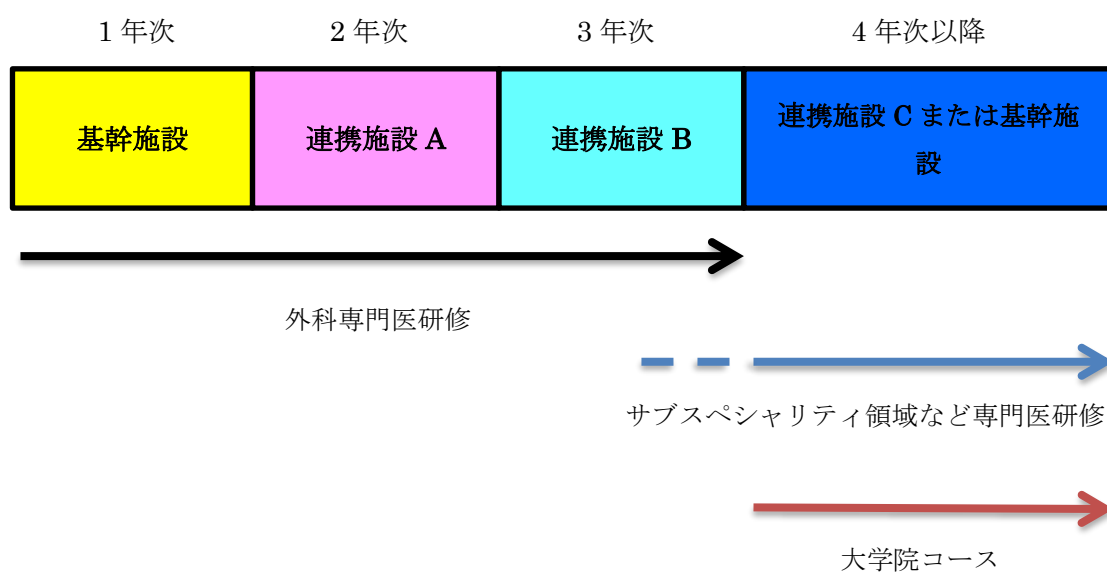 1 年次
2 年次
3 年次
4 年次以降
基幹施設
連携施設 A
連携施設 B
連携施設 C または基幹施
設
外科専門医研修
サブスペシャリティ領域など専門医研修
大学院コース